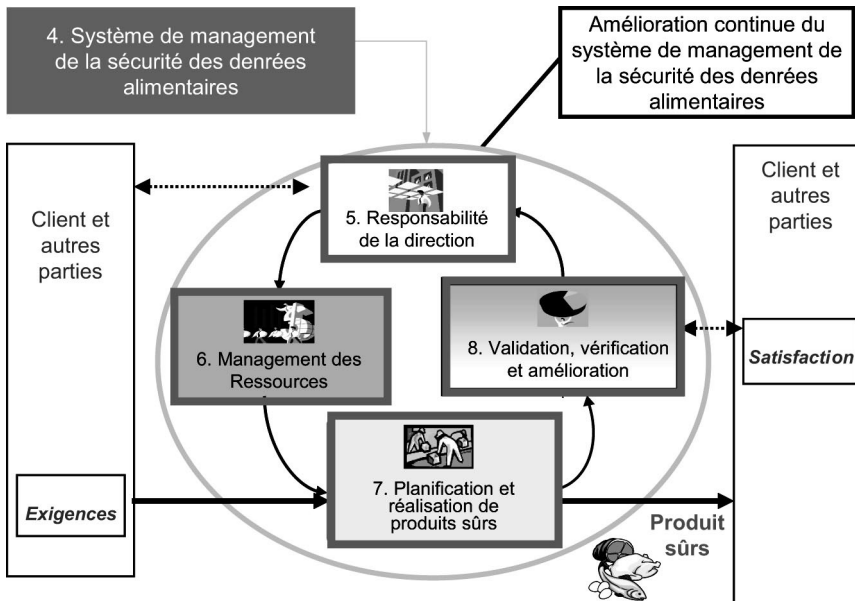 4. Système de management
de la sécurité des denrées
alimentaires
Amélioration continue du
système de management de
la sécurité des denrées
alimentaires
Client et
autres
parties
5. Responsabilité
de la direction
Client et
autres
parties
6. Management des
Ressources
8. Validation, vérification
et amélioration
Satisfaction
7. Planification et
réalisation de
produits sûrs
Exigences
Produit
sûrs